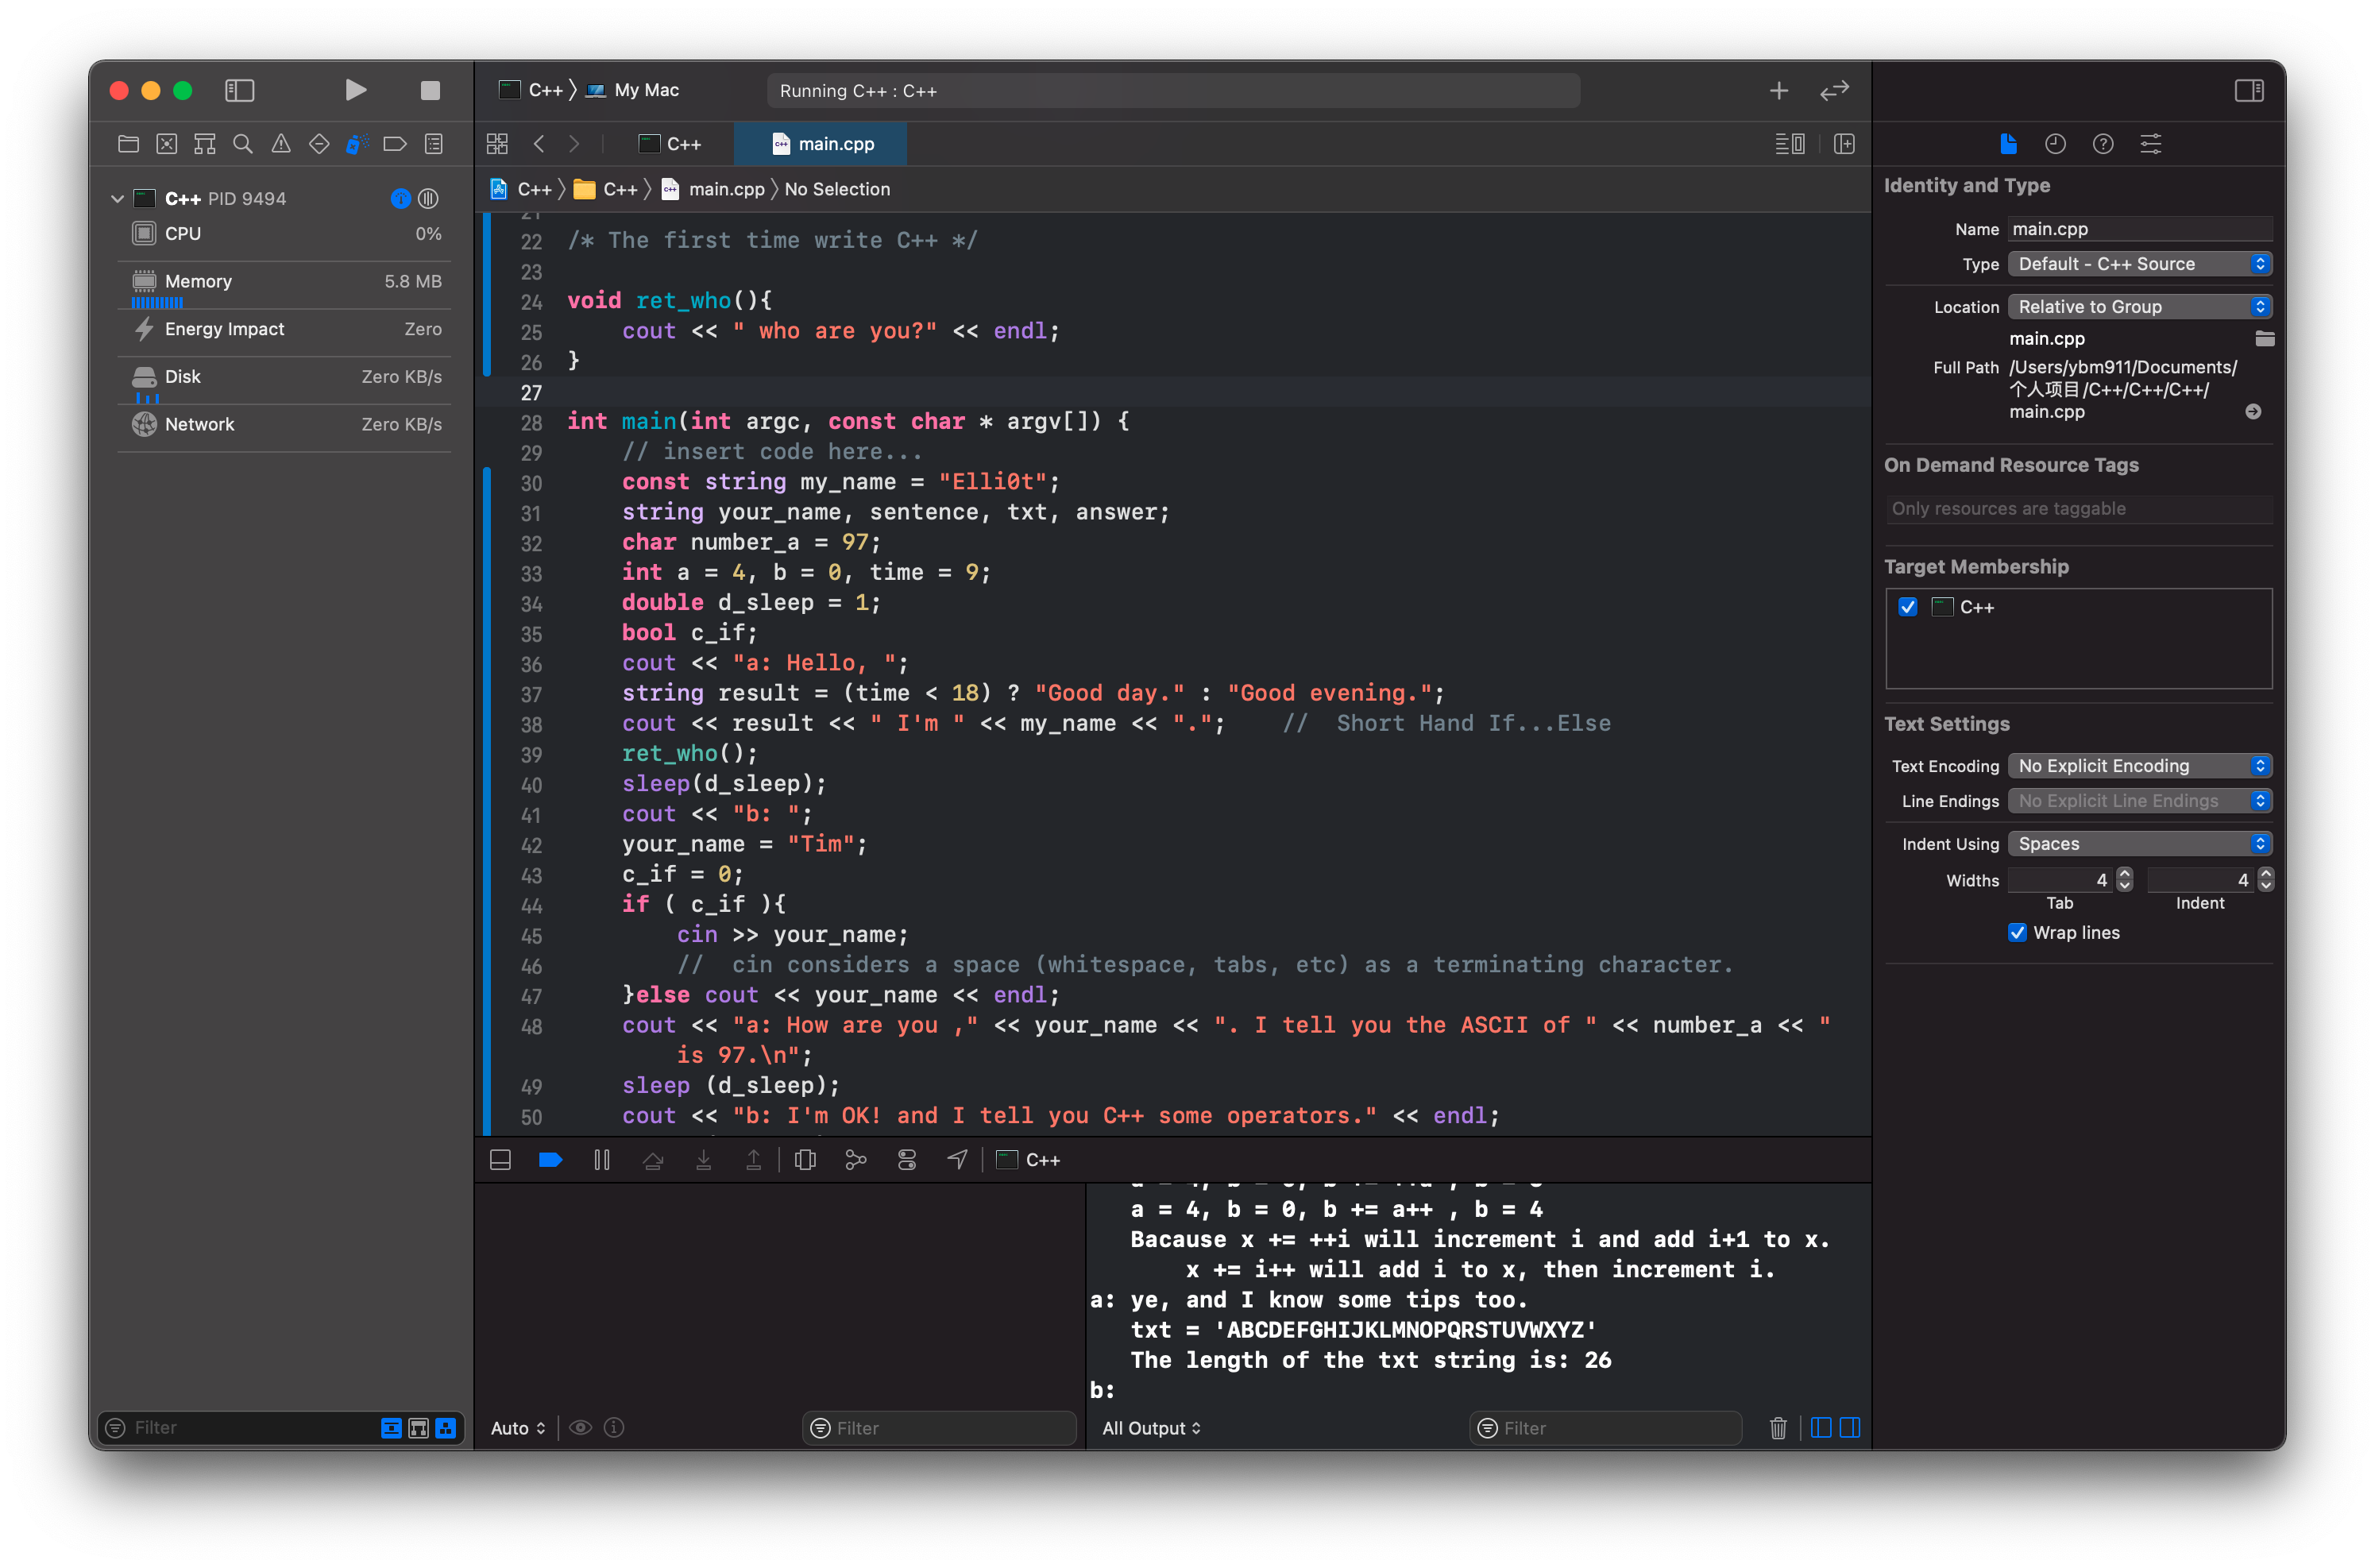 C++ 〉 My Mac
Running C++ : C++
C++
main.cpp
C++ 〉 C++ 〉 main.cpp 〉 No Selection
C++ PID 9494
CPU 0%
Memory 5.8 MB
Energy Impact Zero
Disk Zero KB/s
Network Zero KB/s
Filter
21
22 /* The first time write C++ */
23
24 void ret_who(){
25     cout << " who are you?" << endl;
26 }
27
28 int main(int argc, const char * argv[]) {
29     // insert code here...
30     const string my_name = "Elli0t";
31     string your_name, sentence, txt, answer;
32     char number_a = 97;
33     int a = 4, b = 0, time = 9;
34     double d_sleep = 1;
35     bool c_if;
36     cout << "a: Hello, ";
37     string result = (time < 18) ? "Good day." : "Good evening.";
38     cout << result << " I'm " << my_name << ".";    //  Short Hand If...Else
39     ret_who();
40     sleep(d_sleep);
41     cout << "b: ";
42     your_name = "Tim";
43     c_if = 0;
44     if ( c_if ){
45         cin >> your_name;
46         //  cin considers a space (whitespace, tabs, etc) as a terminating character.
47     }else cout << your_name << endl;
48     cout << "a: How are you ," << your_name << ". I tell you the ASCII of " << number_a << "
        is 97.\n";
49     sleep (d_sleep);
50     cout << "b: I'm OK! and I tell you C++ some operators." << endl;
C++
a = 4, b = 0, b += a++ , b = 4
Bacause x += ++i will increment i and add i+1 to x.
x += i++ will add i to x, then increment i.
a: ye, and I know some tips too.
txt = 'ABCDEFGHIJKLMNOPQRSTUVWXYZ'
The length of the txt string is: 26
b:
Auto
Filter
All Output
Filter
Identity and Type
Name main.cpp
Type Default - C++ Source
Location Relative to Group
main.cpp
Full Path /Users/ybm911/Documents/
个人项目/C++/C++/C++/
main.cpp
On Demand Resource Tags
Only resources are taggable
Target Membership
C++
Text Settings
Text Encoding No Explicit Encoding
Line Endings No Explicit Line Endings
Indent Using Spaces
Widths 4 4
Tab Indent
Wrap lines